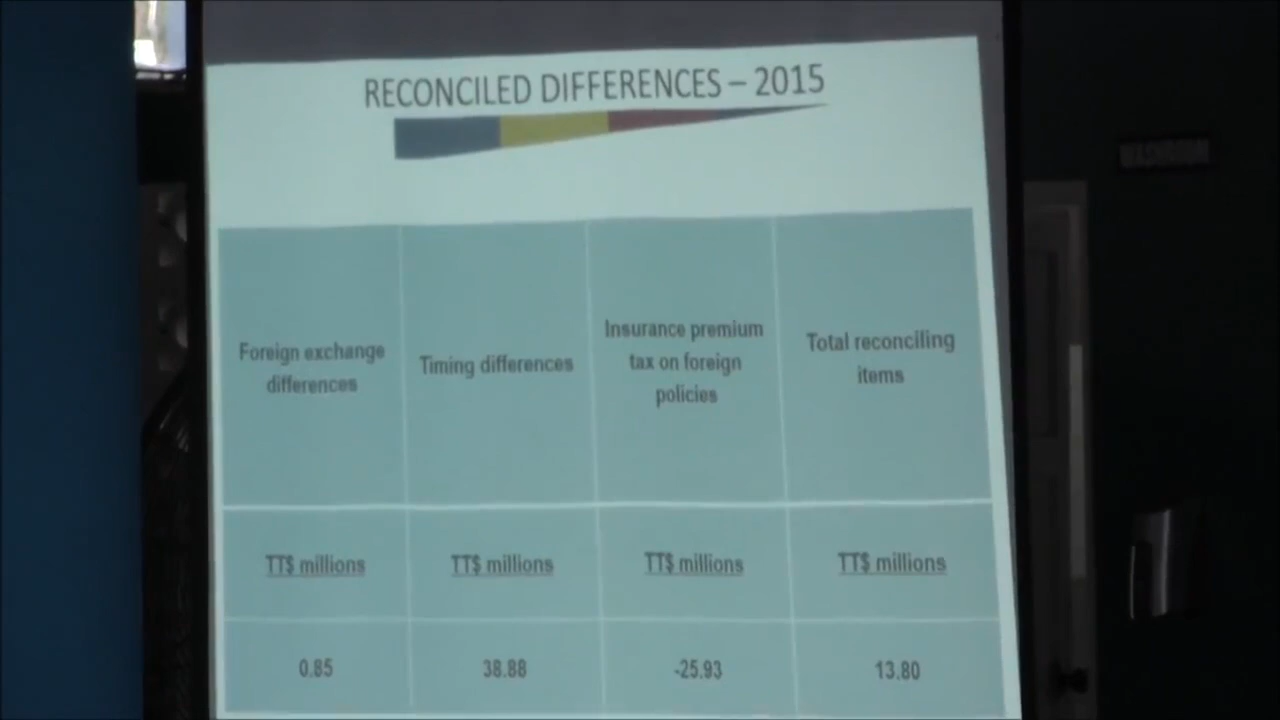 RECONCILED DIFFERENCES – 2015
Foreign exchange
differences
Timing differences
Insurance premium
tax on foreign
policies
Total reconciling
items
TT$ millions
TT$ millions
TT$ millions
TT$ millions
0.85
38.88
-25.93
13.80